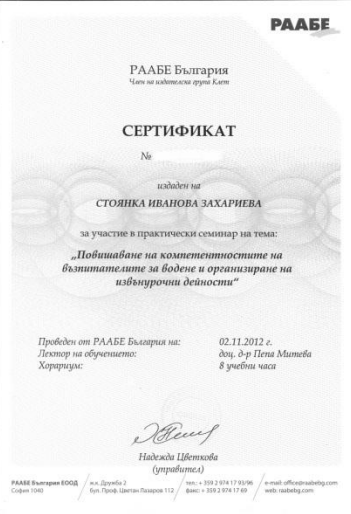 РААБЕ
РААБЕ България
Член на издателска група Клет
СЕРТИФИКАТ
№
издаден на
СТОЯНКА ИВАНОВА ЗАХАРИЕВА
за участие в практически семинар на тема:
„Повишаване на компетентностите на
възпитателите за водене и организиране на
извънурочни дейности“
Проведен от РААБЕ България на: 02.11.2012 г.
Лектор на обучението: доц. д-р Пепа Митева
Хорариум: 8 учебни часа
Надежда Цветкова
(управител)
РААБЕ България ЕООД ж.к. Дружба 2 тел.: + 359 2 974 17 93/96 e-mail: office@raabebg.com
София 1040 бул. Проф. Цветан Лазаров 112 факс: + 359 2 974 17 69 web: raabebg.com